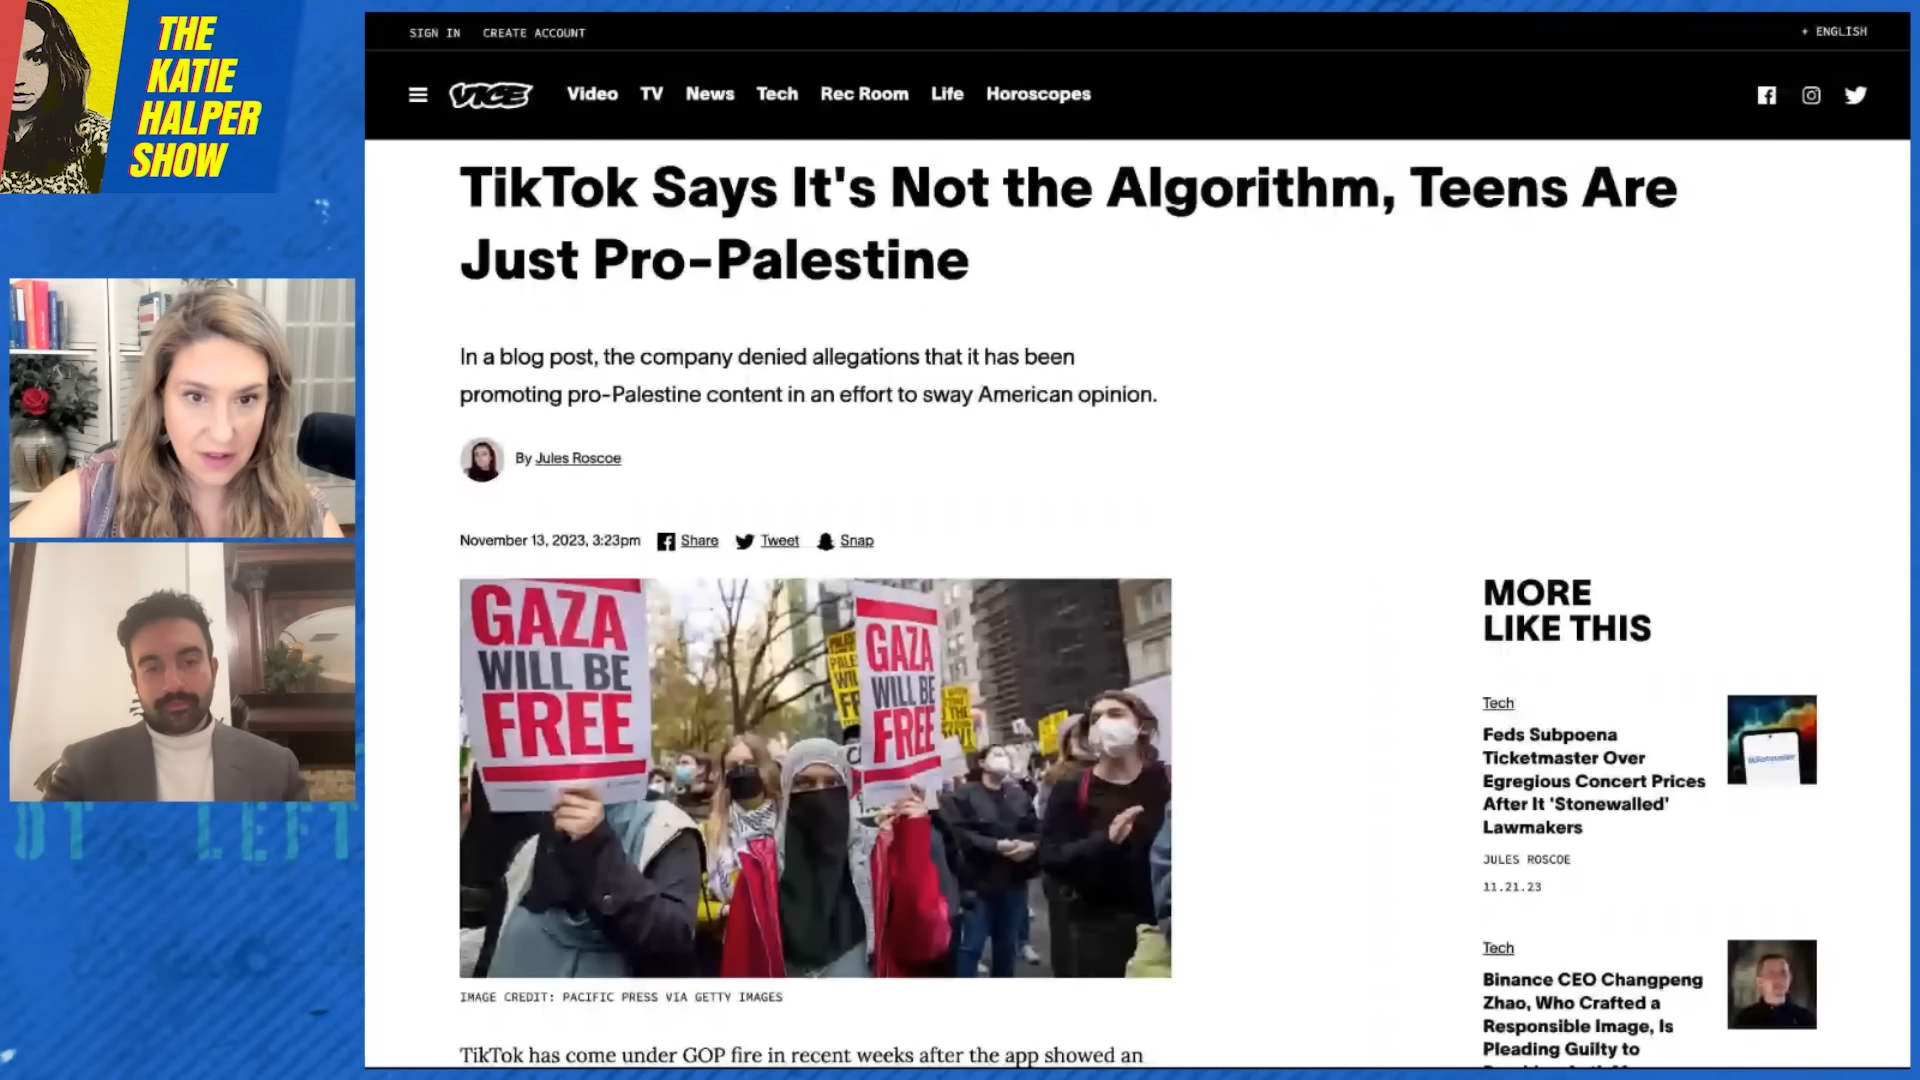 THE
KATIE
HALPER
SHOW
SIGN IN CREATE ACCOUNT
+ ENGLISH
VICE Video TV News Tech Rec Room Life Horoscopes
TikTok Says It's Not the Algorithm, Teens Are
Just Pro-Palestine
In a blog post, the company denied allegations that it has been
promoting pro-Palestine content in an effort to sway American opinion.
By Jules Roscoe
November 13, 2023, 3:23pm Share Tweet Snap
GAZA
WILL BE
FREE
GAZA
WILL BE
FREE
IMAGE CREDIT: PACIFIC PRESS VIA GETTY IMAGES
TikTok has come under GOP fire in recent weeks after the app showed an
MORE
LIKE THIS
Tech
Feds Subpoena
Ticketmaster Over
Egregious Concert Prices
After It 'Stonewalled'
Lawmakers
JULES ROSCOE
11.21.23
ticketmaster
Tech
Binance CEO Changpeng
Zhao, Who Crafted a
Responsible Image, Is
Pleading Guilty to
LEFT